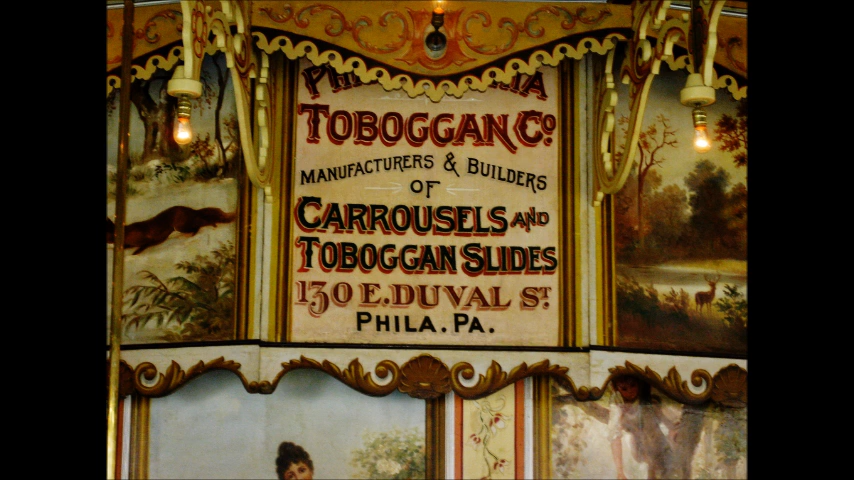 TOBOGGAN CO.
MANUFACTURERS & BUILDERS
OF
CARROUSELS AND
TOBOGGAN SLIDES
130 E. DUVAL ST.
PHILA. PA.